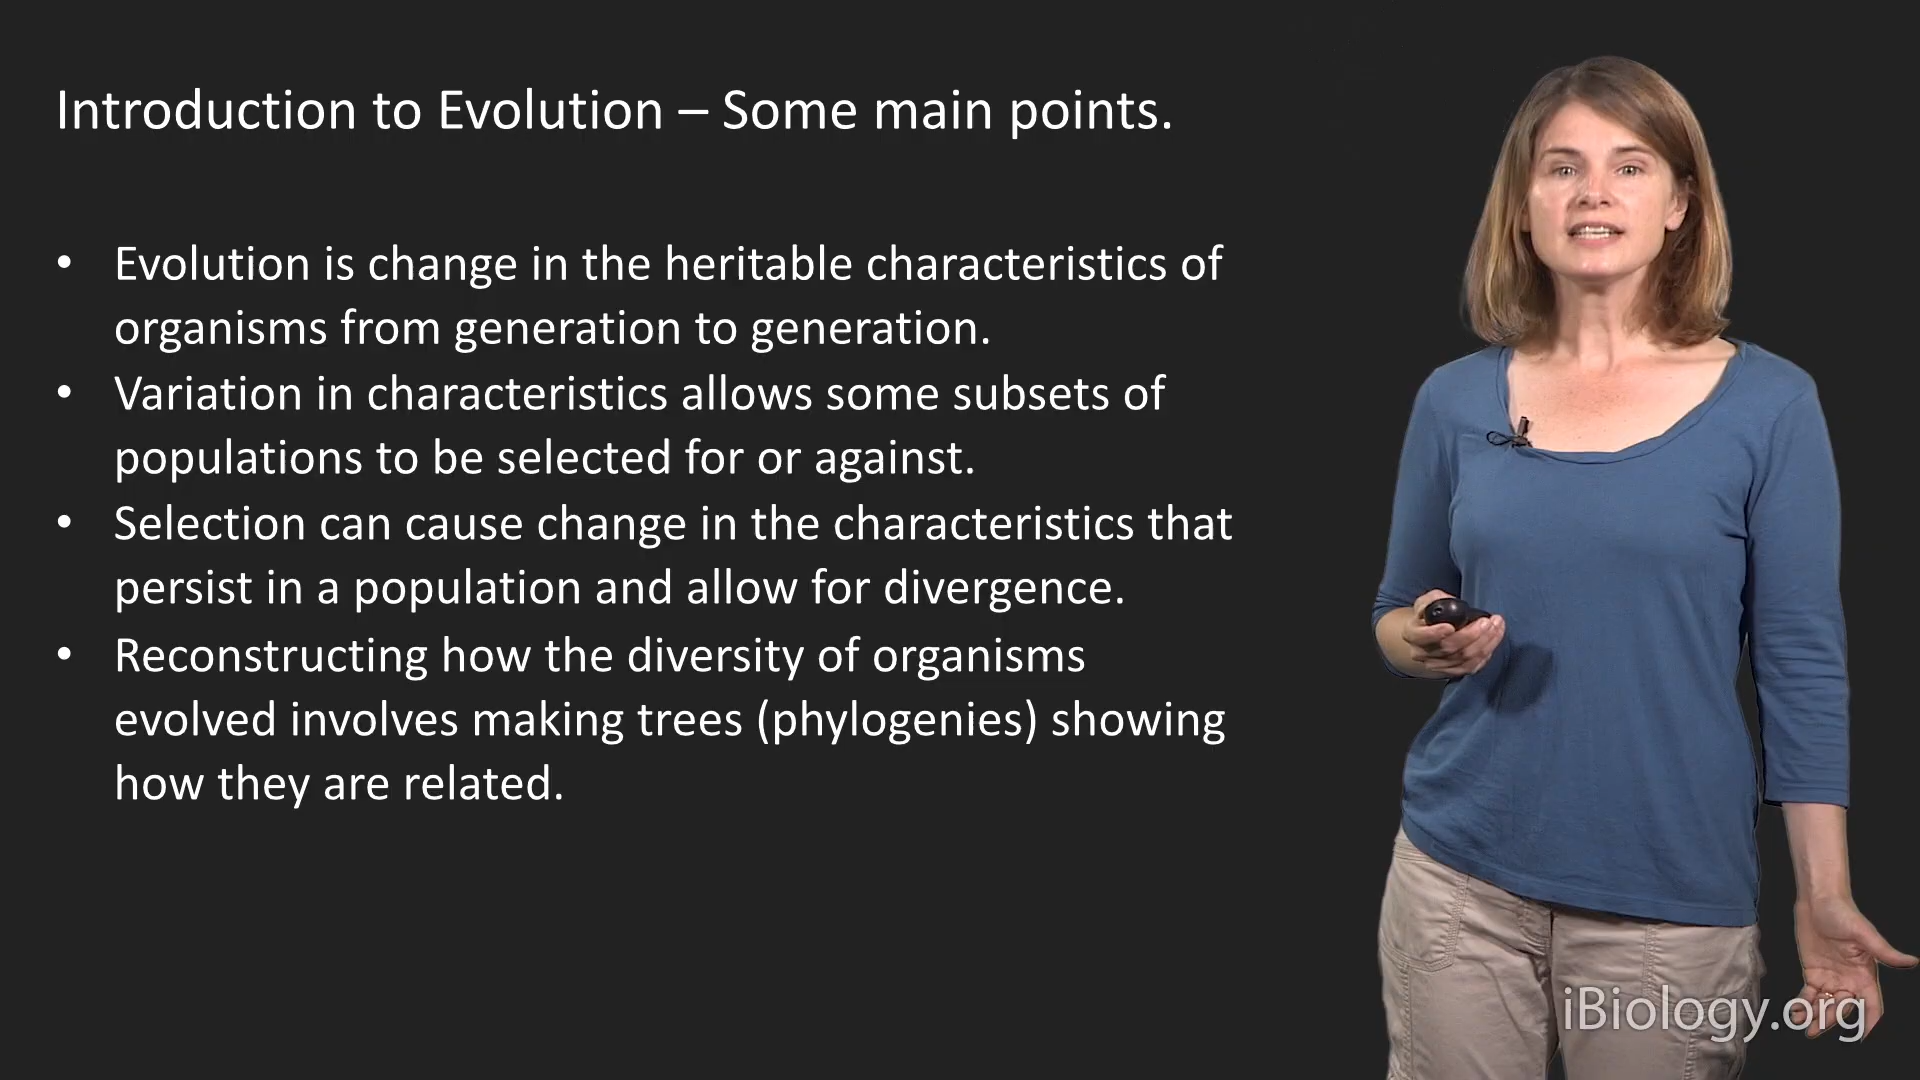 Introduction to Evolution – Some main points.
• Evolution is change in the heritable characteristics of
organisms from generation to generation.
• Variation in characteristics allows some subsets of
populations to be selected for or against.
• Selection can cause change in the characteristics that
persist in a population and allow for divergence.
• Reconstructing how the diversity of organisms
evolved involves making trees (phylogenies) showing
how they are related.
iBiology.org